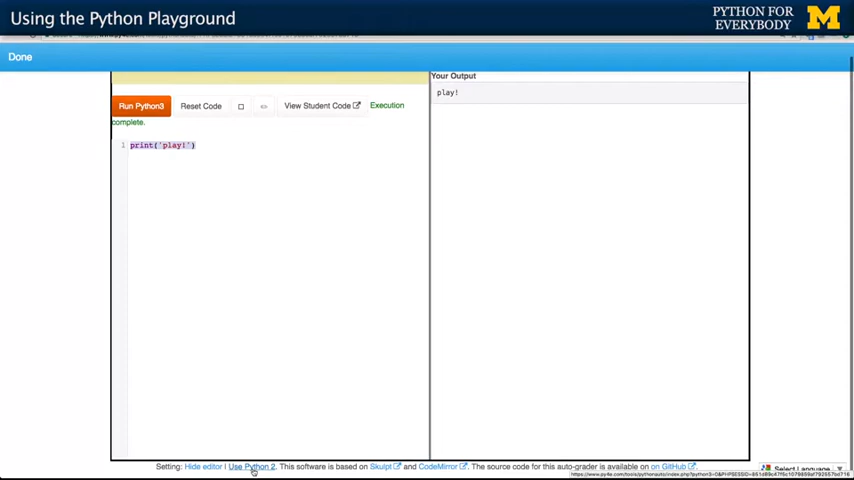 Using the Python Playground
PYTHON FOR
EVERYBODY
Done
Your Output
play!
Run Python3 Reset Code View Student Code Execution
complete.
1 print('play!')
Setting: Hide editor | Use Python 2. This software is based on Skulpt and CodeMirror. The source code for this auto-grader is available on GitHub.
Select Language